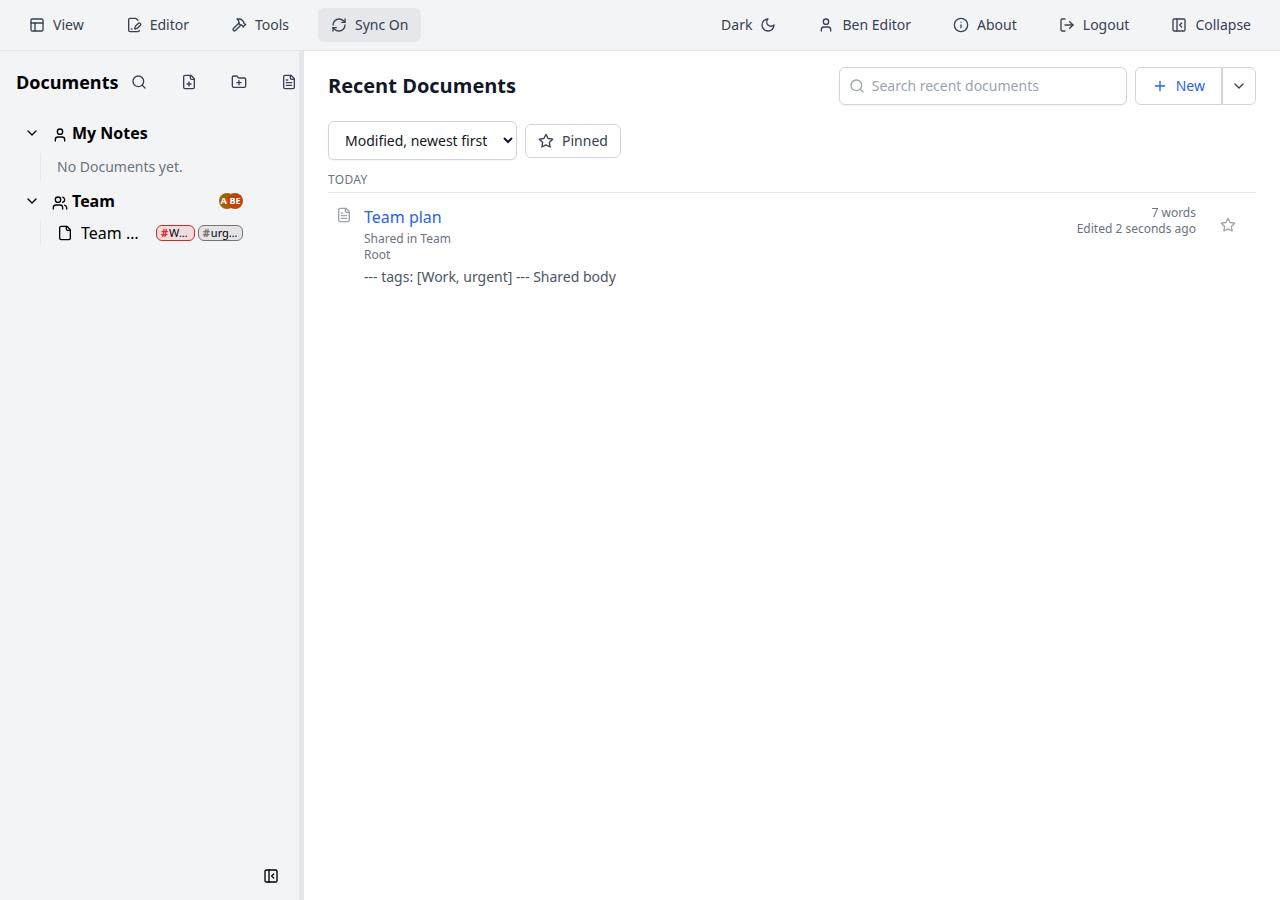 View
Editor
Tools
Sync On
Dark
Ben Editor
About
Logout
Collapse
Documents
My Notes
No Documents yet.
Team
A BE
Team ...
#W...
#urg...
Recent Documents
Search recent documents
New
Modified, newest first
Pinned
TODAY
Team plan
7 words
Edited 2 seconds ago
Shared in Team
Root
--- tags: [Work, urgent] --- Shared body